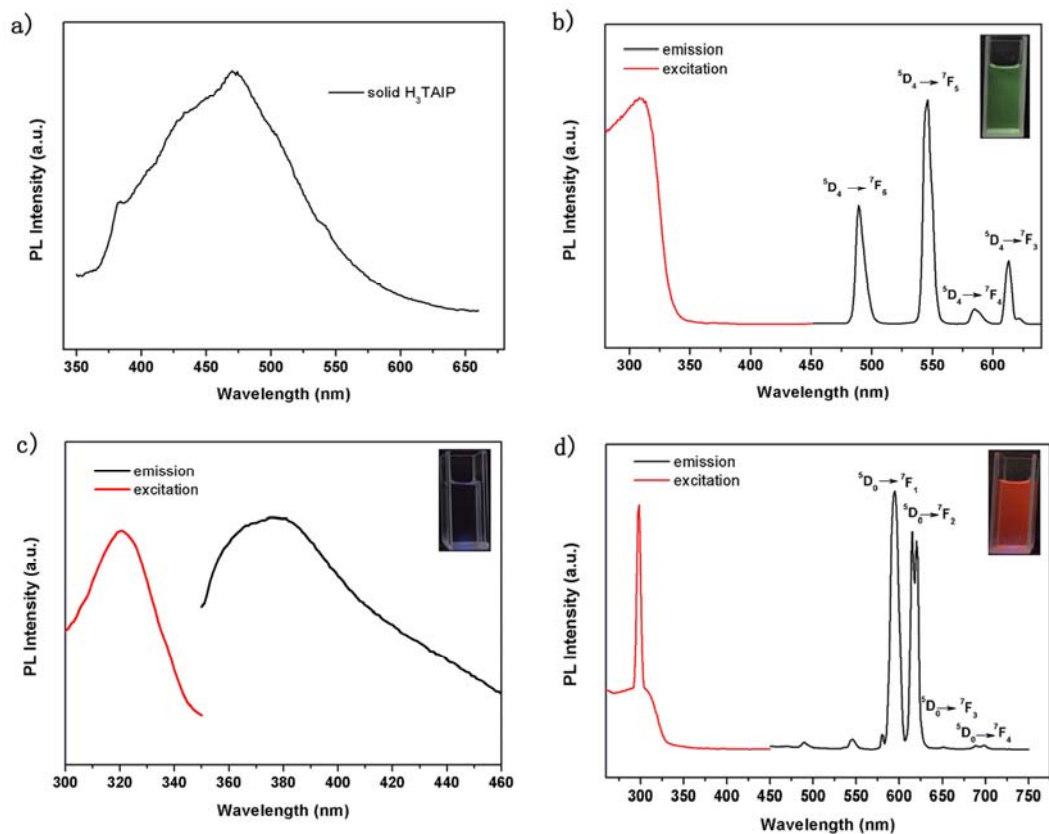 a)
solid H₃TAIP
PL Intensity (a.u.)
350 400 450 500 550 600 650
Wavelength (nm)
b)
emission
excitation
⁵D₄ → ⁷F₆
⁵D₄ → ⁷F₅
⁵D₄ → ⁷F₄
⁵D₄ → ⁷F₃
PL Intensity (a.u.)
300 350 400 450 500 550 600
Wavelength (nm)
c)
emission
excitation
PL Intensity (a.u.)
300 320 340 360 380 400 420 440 460
Wavelength (nm)
d)
emission
excitation
⁵D₀ → ⁷F₁
⁵D₀ → ⁷F₂
⁵D₀ → ⁷F₃
⁵D₀ → ⁷F₄
PL Intensity (a.u.)
300 350 400 450 500 550 600 650 700 750
Wavelength (nm)